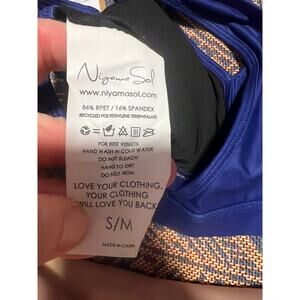 Niyama Sol
www.niyamasol.com
84% RPET / 16% SPANDEX
RECYCLED POLYETHYLENE TEREPHTALATE
FOR BEST RESULTS
HAND WASH IN COLD WATER
DO NOT BLEACH
HANG TO DRY
DO NOT IRON
LOVE YOUR CLOTHING.
YOUR CLOTHING
WILL LOVE YOU BACK
S/M
MADE IN CHINA